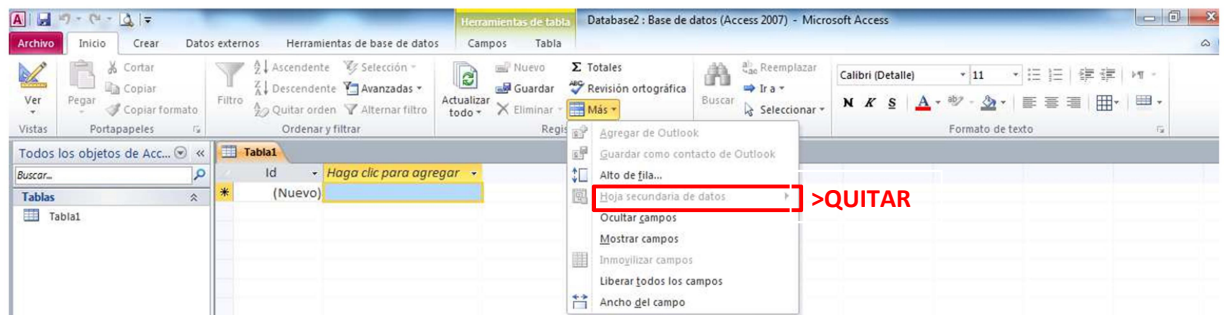 Herramientas de tabla Database2 : Base de datos (Access 2007) - Microsoft Access
Archivo Inicio Crear Datos externos Herramientas de base de datos Campos Tabla
Ver
Vistas
Pegar
Cortar
Copiar
Copiar formato
Portapapeles
Filtro
Ascendente
Descendente
Quitar orden
Selección
Avanzadas
Alternar filtro
Ordenar y filtrar
Actualizar
todo
Nuevo
Guardar
Eliminar
Σ Totales
Revisión ortográfica
Más
Regis
Buscar
Reemplazar
Ir a
Seleccionar
Calibri (Detalle) 11
N K S A
Formato de texto
Todos los objetos de Acc...
Buscar...
Tablas
Tabla1
Tabla1
Id Haga clic para agregar
(Nuevo)
Agregar de Outlook
Guardar como contacto de Outlook
Alto de fila...
Hoja secundaria de datos
>QUITAR
Ocultar campos
Mostrar campos
Inmovilizar campos
Liberar todos los campos
Ancho del campo